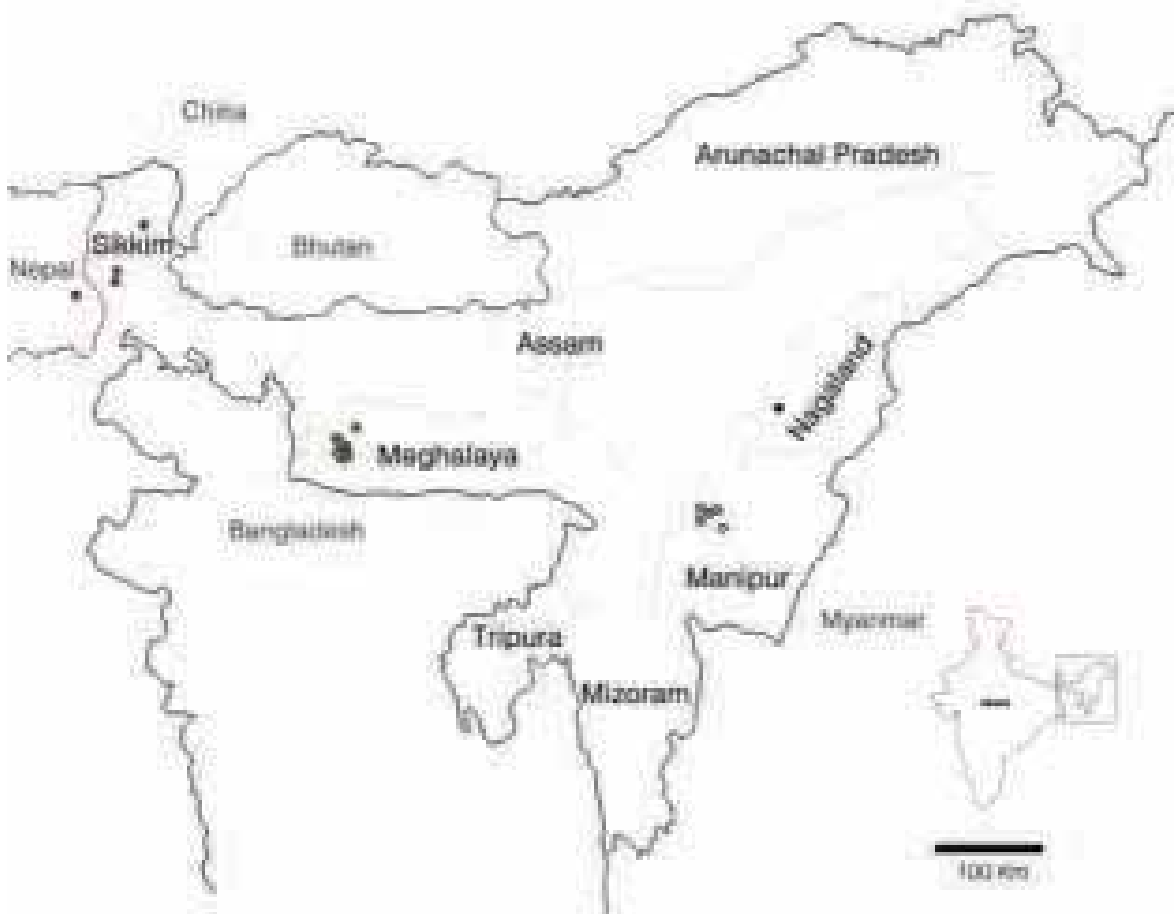 China
Arunachal Pradesh
Sikkim
Bhutan
Nepal
Assam
Nagaland
Meghalaya
Bangladesh
Manipur
Myanmar
Tripura
Mizoram
100 Km